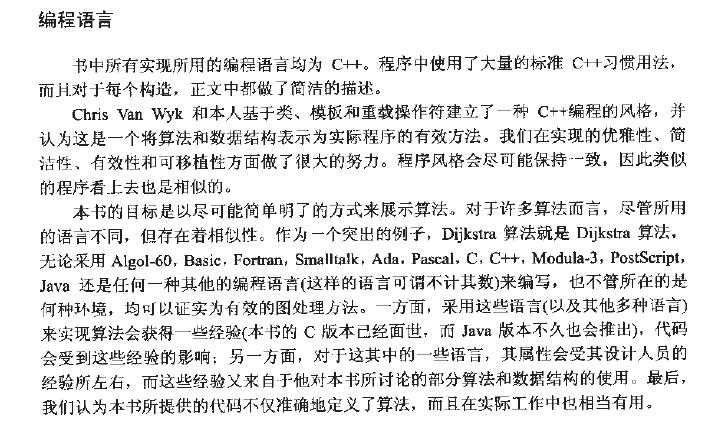 编程语言
书中所有实现所用的编程语言均为 C++。程序中使用了大量的标准 C++习惯用法，
而且对于每个构造，正文中都做了简洁的描述。
Chris Van Wyk 和本人基于类、模板和重载操作符建立了一种 C++编程的风格，并
认为这是一个将算法和数据结构表示为实际程序的有效方法。我们在实现的优雅性、简
洁性、有效性和可移植性方面做了很大的努力。程序风格会尽可能保持一致，因此类似
的程序看上去也是相似的。
本书的目标是以尽可能简单明了的方式来展示算法。对于许多算法而言，尽管所用
的语言不同，但存在着相似性。作为一个突出的例子，Dijkstra 算法就是 Dijkstra 算法，
无论采用 Algol-60，Basic，Fortran，Smalltalk，Ada，Pascal，C，C++，Modula-3，PostScript，
Java 还是任何一种其他的编程语言(这样的语言可谓不计其数)来编写，也不管所在的是
何种环境，均可以证实为有效的图处理方法。一方面，采用这些语言(以及其他多种语言)
来实现算法会获得一些经验(本书的 C 版本已经面世，而 Java 版本不久也会推出)，代码
会受到这些经验的影响；另一方面，对于这其中的一些语言，其属性会受其设计人员的
经验所左右，而这些经验又来自于他对本书所讨论的部分算法和数据结构的使用。最后，
我们认为本书所提供的代码不仅准确地定义了算法，而且在实际工作中也相当有用。